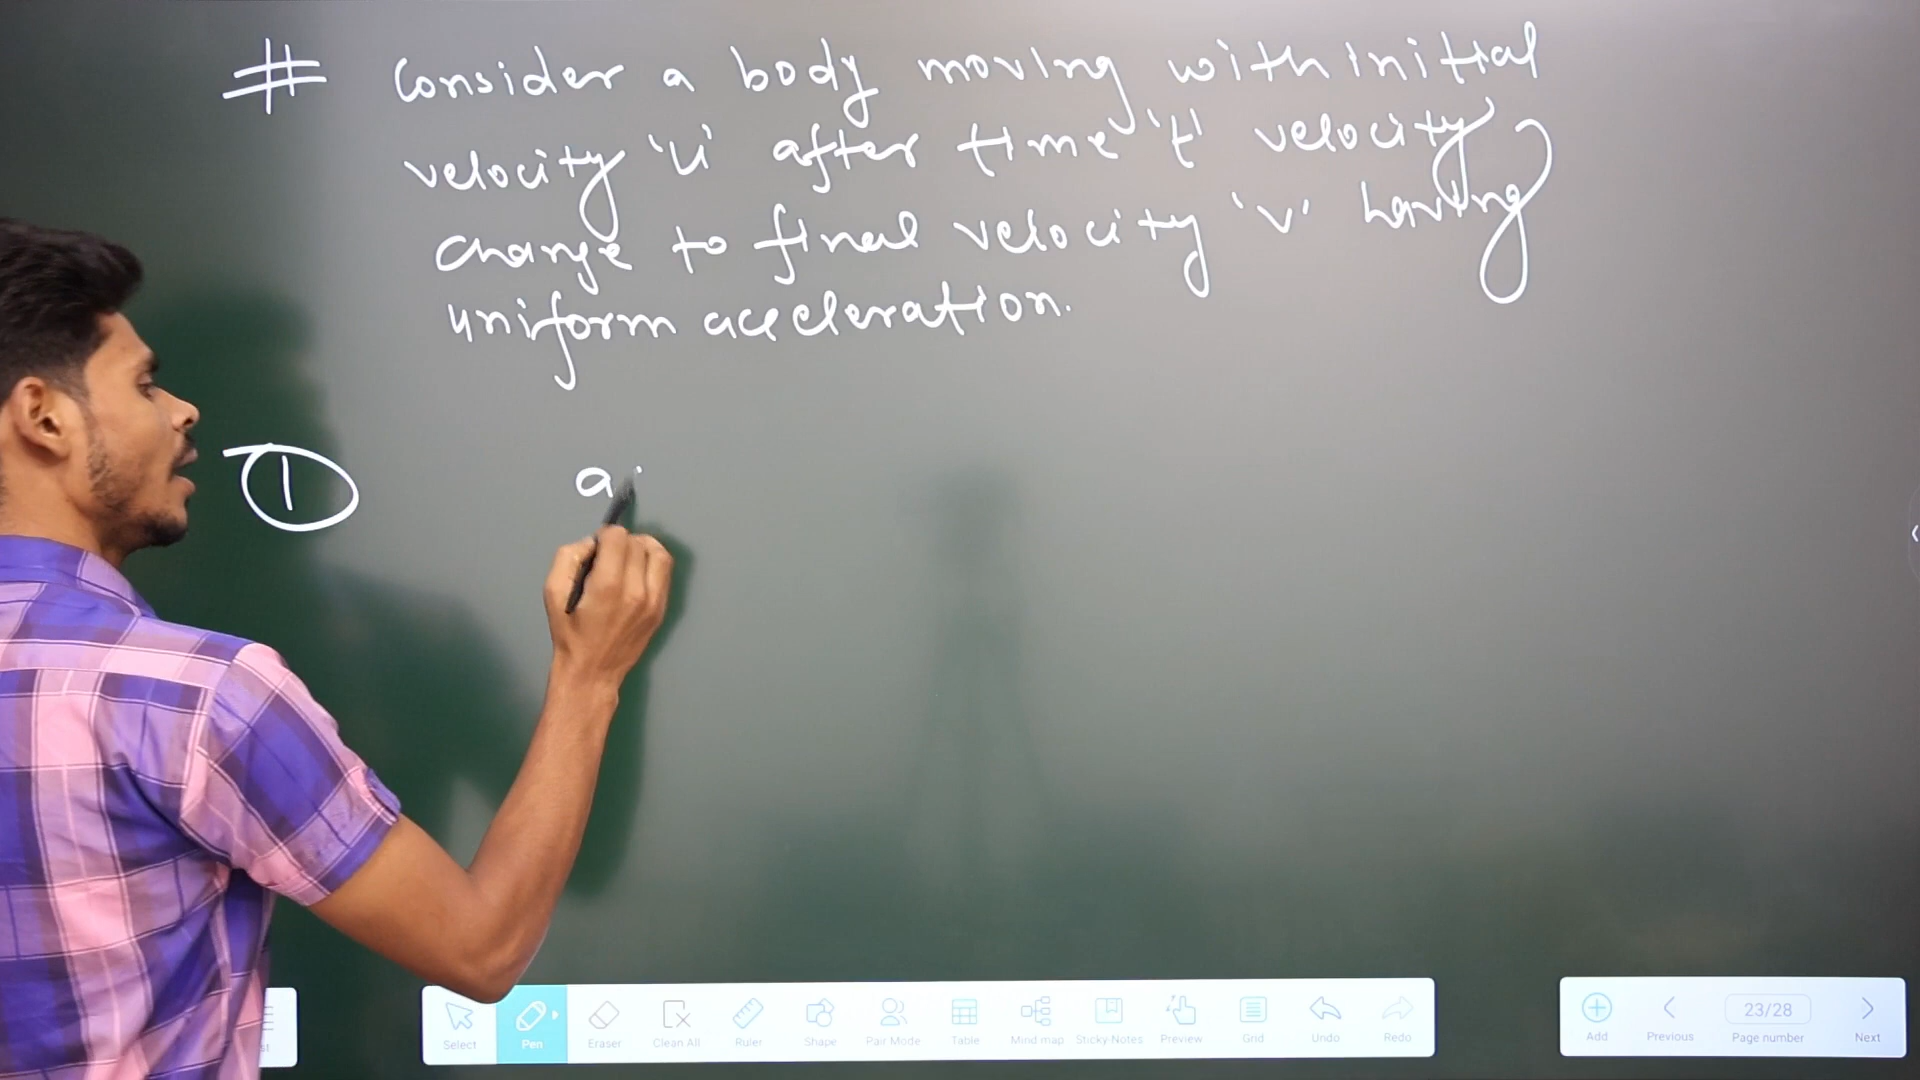 # Consider a body moving with initial
velocity 'u' after time 't' velocity
change to final velocity 'v' having
uniform acceleration.
1 a
st
Select Pen Eraser Clean All Ruler Shape Pair Mode Table Mind map Sticky Notes Preview Grid Undo Redo
Add Previous 23/28 Page number Next